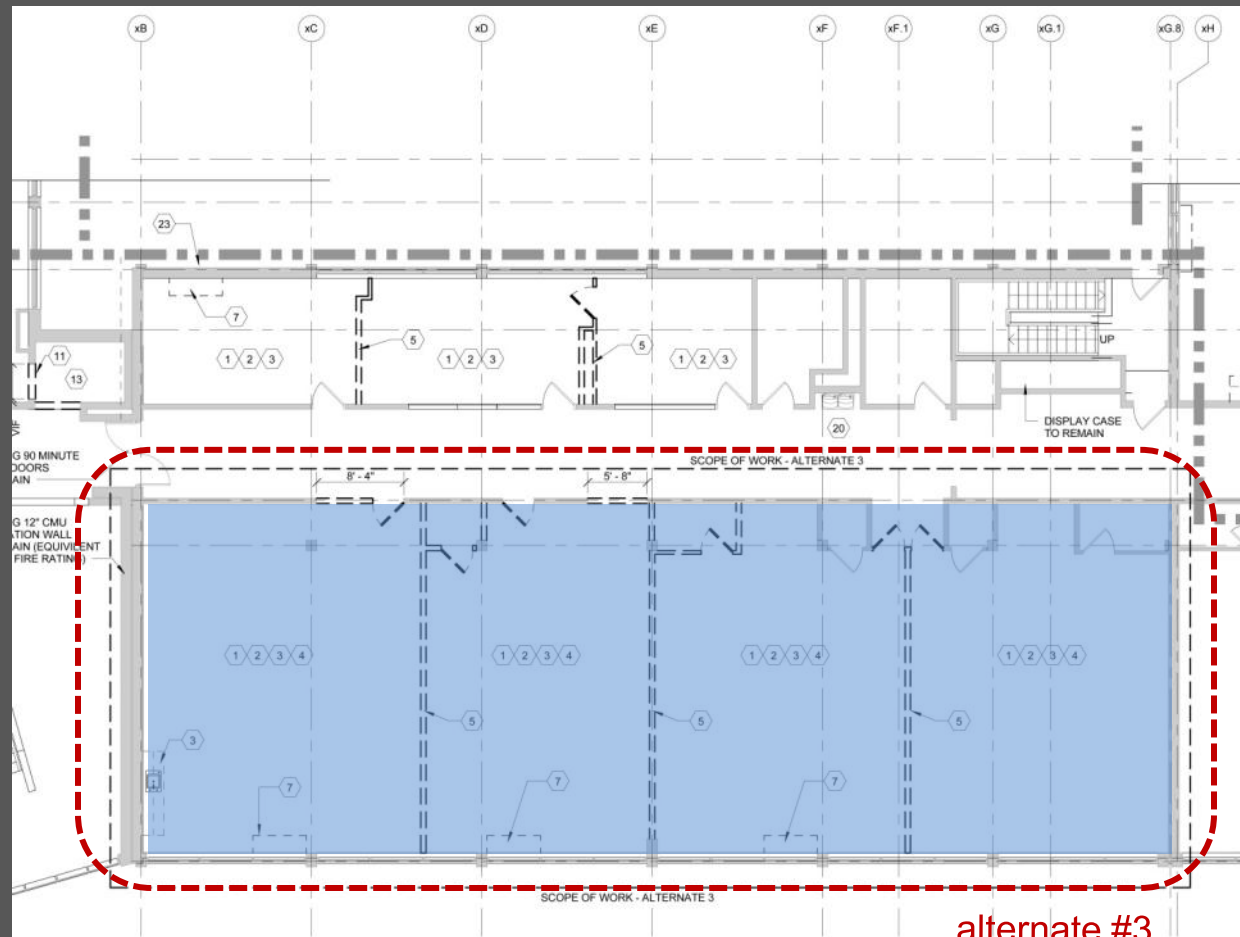 xB xC xD xE xF xF.1 xG xG.1 xG.8 xH
23
7
5
5
1 2 3
1 2 3
1 2 3
UP
11
13
20
DISPLAY CASE
TO REMAIN
G 90 MINUTE
DOORS
AIN
SCOPE OF WORK - ALTERNATE 3
8' - 4"
5' - 8"
G 12" CMU
ATION WALL
AIN (EQUIVILENT
FIRE RATING)
1 2 3 4
1 2 3 4
1 2 3 4
1 2 3 4
5
5
5
3
7
7
7
SCOPE OF WORK - ALTERNATE 3
alternate #3